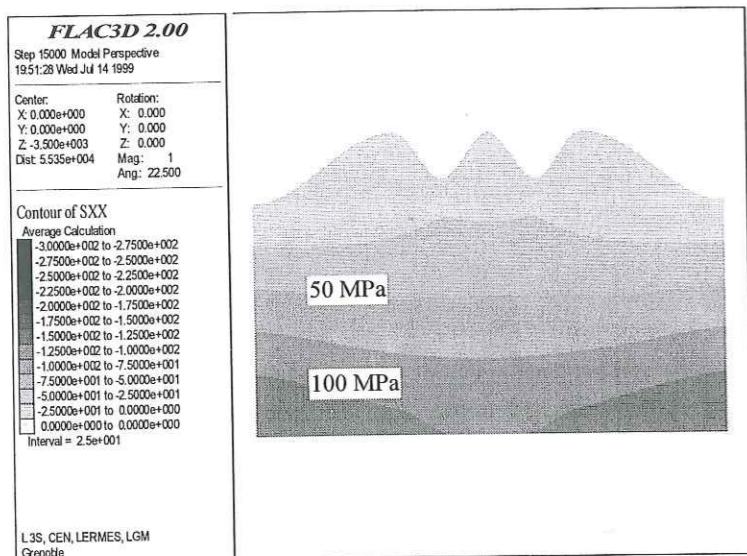 FLAC3D 2.00
Step 15000 Model Perspective
19:51:28 Wed Jul 14 1999
Center: Rotation:
X: 0.000e+000 X: 0.000
Y: 0.000e+000 Y: 0.000
Z: -3.500e+003 Z: 0.000
Dist: 5.535e+004 Mag.: 1
Ang.: 22.500
Contour of SXX
Average Calculation
-3.0000e+002 to -2.7500e+002
-2.7500e+002 to -2.5000e+002
-2.5000e+002 to -2.2500e+002
-2.2500e+002 to -2.0000e+002
-2.0000e+002 to -1.7500e+002
-1.7500e+002 to -1.5000e+002
-1.5000e+002 to -1.2500e+002
-1.2500e+002 to -1.0000e+002
-1.0000e+002 to -7.5000e+001
-7.5000e+001 to -5.0000e+001
-5.0000e+001 to -2.5000e+001
-2.5000e+001 to 0.0000e+000
0.0000e+000 to 0.0000e+000
Interval = 2.5e+001
50 MPa
100 MPa
L3S, CEN, LERMES, LGM
Grenoble